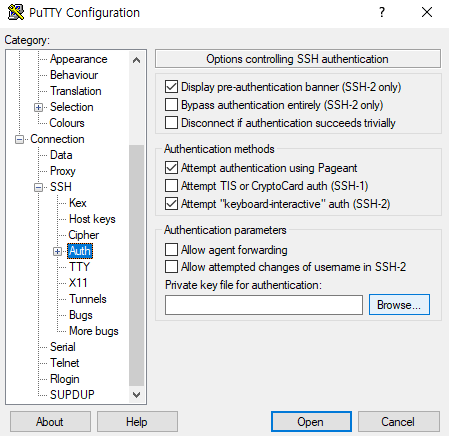 PuTTY Configuration
?
Category:
Appearance
Behaviour
Translation
Selection
Colours
Connection
Data
Proxy
SSH
Kex
Host keys
Cipher
Auth
TTY
X11
Tunnels
Bugs
More bugs
Serial
Telnet
Rlogin
SUPDUP
Options controlling SSH authentication
Display pre-authentication banner (SSH-2 only)
Bypass authentication entirely (SSH-2 only)
Disconnect if authentication succeeds trivially
Authentication methods
Attempt authentication using Pageant
Attempt TIS or CryptoCard auth (SSH-1)
Attempt "keyboard-interactive" auth (SSH-2)
Authentication parameters
Allow agent forwarding
Allow attempted changes of username in SSH-2
Private key file for authentication:
Browse...
About
Help
Open
Cancel